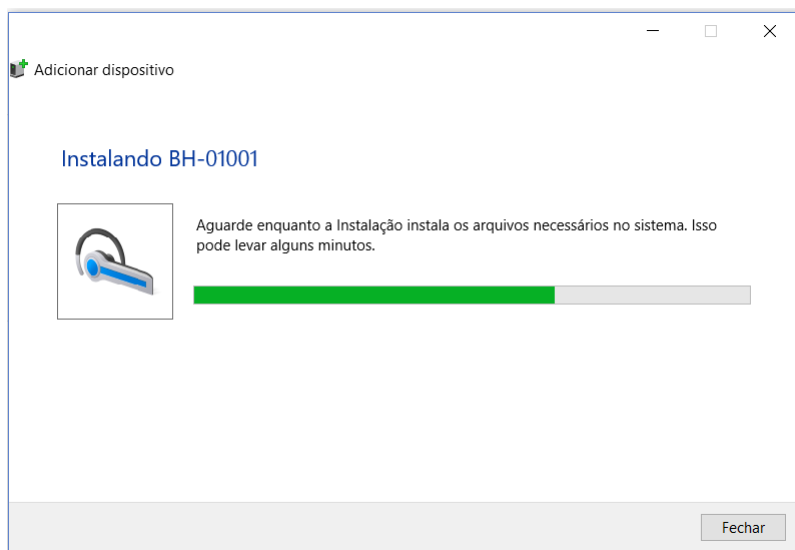 Adicionar dispositivo
Instalando BH-01001
Aguarde enquanto a Instalação instala os arquivos necessários no sistema. Isso
pode levar alguns minutos.
Fechar